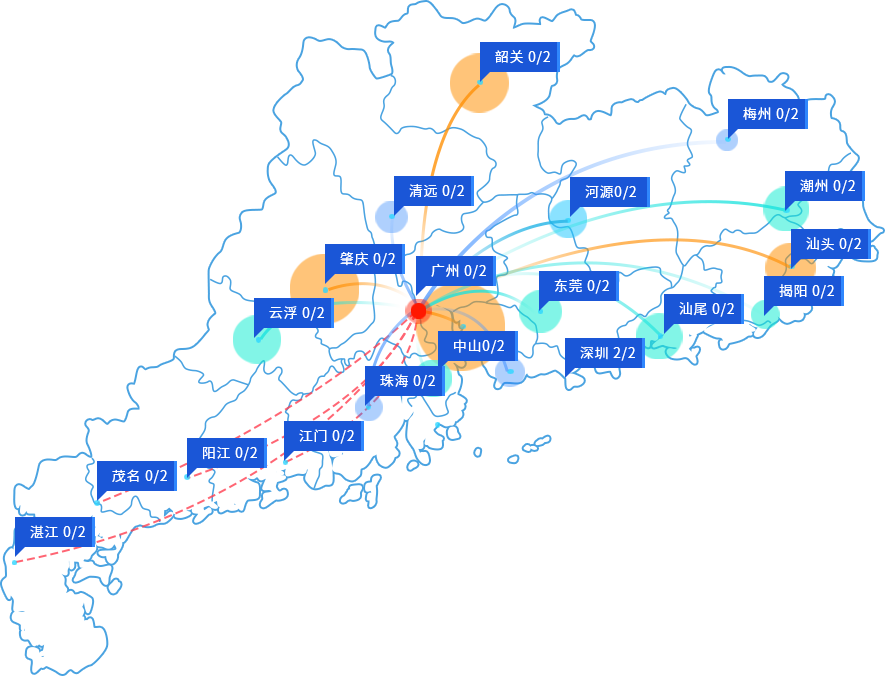 韶关 0/2
梅州 0/2
清远 0/2
河源0/2
潮州 0/2
汕头 0/2
肇庆 0/2
广州 0/2
东莞 0/2
揭阳 0/2
云浮 0/2
汕尾 0/2
中山0/2
深圳 2/2
珠海 0/2
江门 0/2
阳江 0/2
茂名 0/2
湛江 0/2